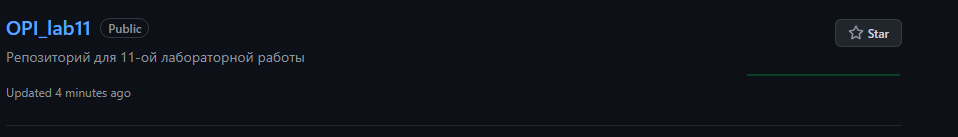 OPI_lab11 Public
Star
Репозиторий для 11-ой лабораторной работы
Updated 4 minutes ago